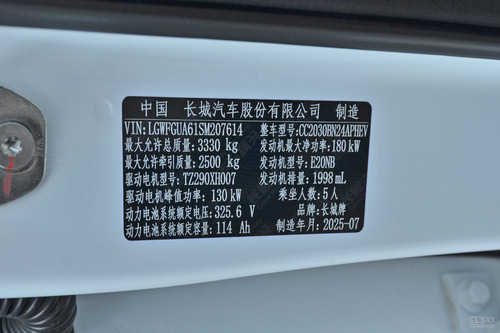 中国 长城汽车股份有限公司 制造
VIN: LGWFGUA61SM207614 整车型号: CC2030BN24APHEV
最大允许总质量: 3330 kg 发动机最大净功率: 180 kW
最大允许牵引质量: 2500 kg 发动机型号: E20NB
驱动电机型号: TZ290XH007 发动机排量: 1998 mL
驱动电机峰值功率: 130 kW 乘坐人数: 5人
动力电池系统额定电压: 325.6 V 品牌: 长城牌
动力电池系统额定容量: 114 Ah 制造年月: 2025-07